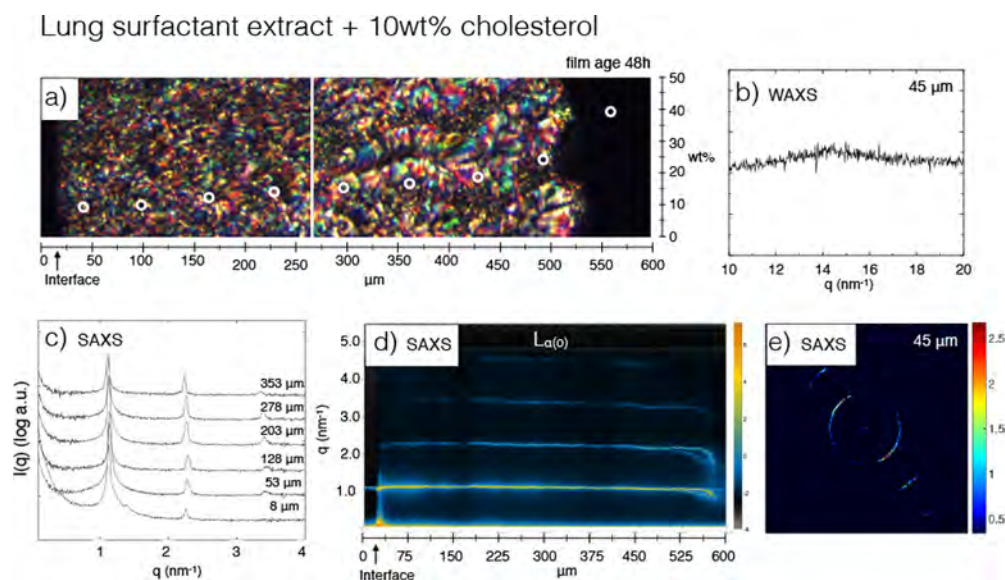 Lung surfactant extract + 10wt% cholesterol
film age 48h
a)
50
40
30
wt%
20
10
0
0 50 100 150 200 250 300 350 400 450 500 550 600
Interface
μm
b) WAXS
45 μm
10 12 14 16 18 20
q (nm⁻¹)
c) SAXS
I(q) (log a.u.)
353 μm
278 μm
203 μm
128 μm
53 μm
8 μm
1 2 3 4
q (nm⁻¹)
d) SAXS
Lα(o)
q (nm⁻¹)
5.0
4.0
3.0
2.0
1.0
6
4
2
0
-2
-4
0 75 150 225 300 375 450 525 600
Interface
μm
e) SAXS
45 μm
2.5
2
1.5
1
0.5